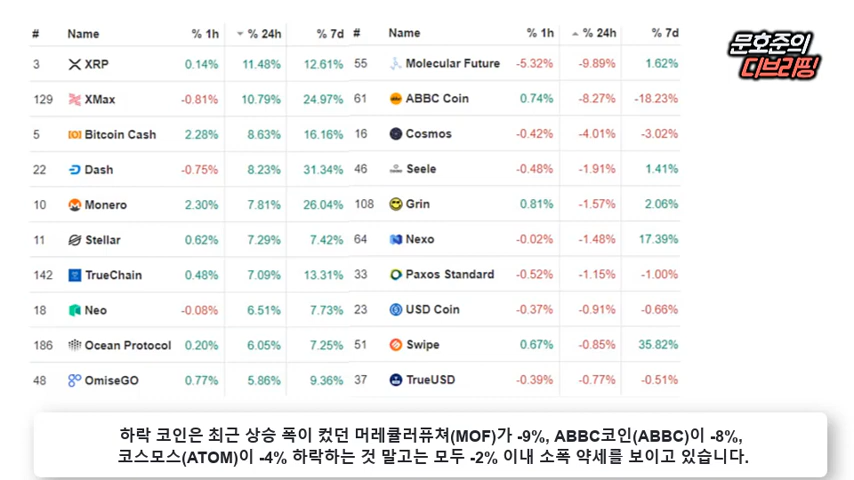 # Name % 1h % 24h % 7d # Name % 1h % 24h % 7d
문호준의
디브리핑
3 XRP 0.14% 11.48% 12.61% 55 Molecular Future -5.32% -9.89% 1.62%
129 XMax -0.81% 10.79% 24.97% 61 ABBC Coin 0.74% -8.27% -18.23%
5 Bitcoin Cash 2.28% 8.63% 16.16% 16 Cosmos -0.42% -4.01% -3.02%
22 Dash -0.75% 8.23% 31.34% 46 Seele -0.48% -1.91% 1.41%
10 Monero 2.30% 7.81% 26.04% 108 Grin 0.81% -1.57% 2.06%
11 Stellar 0.62% 7.29% 7.42% 64 Nexo -0.02% -1.48% 17.39%
142 TrueChain 0.48% 7.09% 13.31% 33 Paxos Standard -0.52% -1.15% -1.00%
18 Neo -0.08% 6.51% 7.73% 23 USD Coin -0.37% -0.91% -0.66%
186 Ocean Protocol 0.20% 6.05% 7.25% 51 Swipe 0.67% -0.85% 35.82%
48 OmiseGO 0.77% 5.86% 9.36% 37 TrueUSD -0.39% -0.77% -0.51%
하락 코인은 최근 상승 폭이 컸던 머레큘러퓨쳐(MOF)가 -9%, ABBC코인(ABBC)이 -8%,
코스모스(ATOM)이 -4% 하락하는 것 말고는 모두 -2% 이내 소폭 약세를 보이고 있습니다.